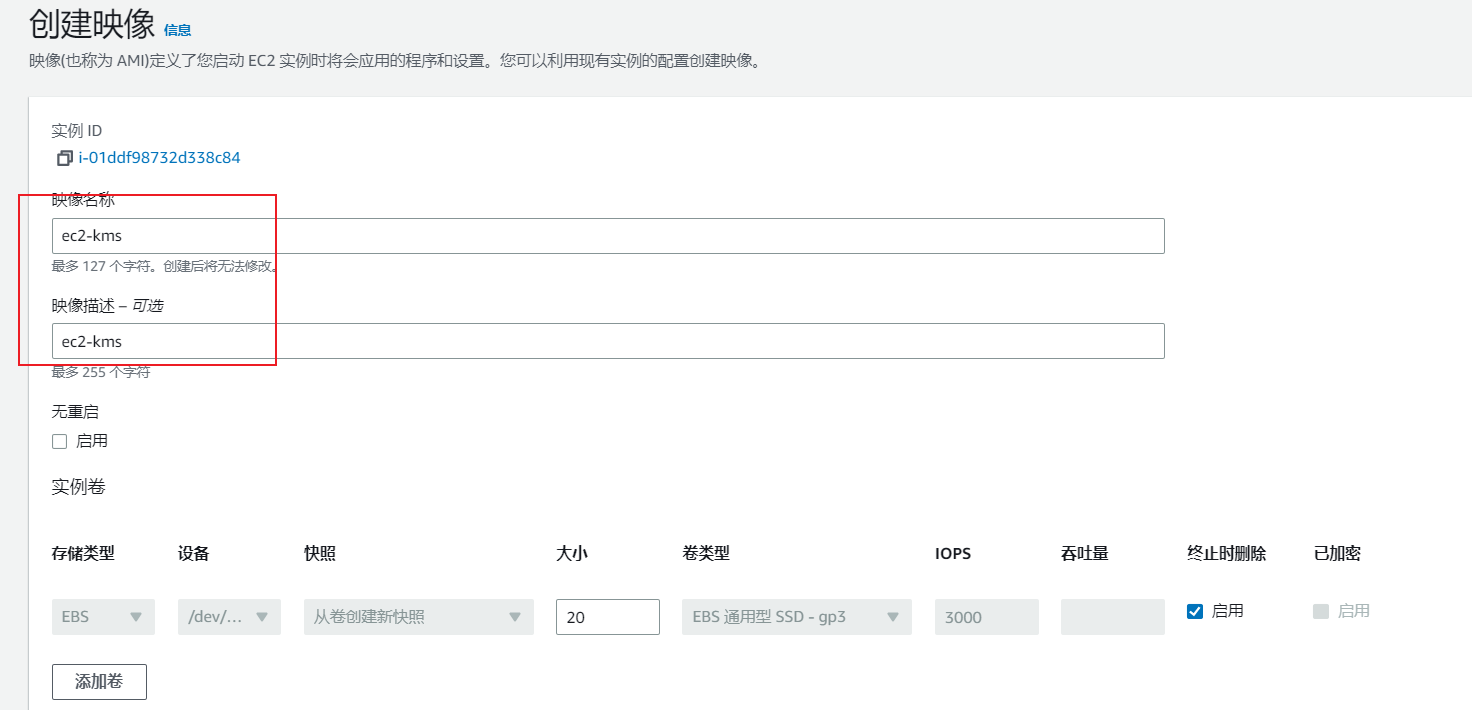 创建映像 信息
映像(也称为 AMI)定义了您启动 EC2 实例时将会应用的程序和设置。您可以利用现有实例的配置创建映像。
实例 ID
i-01ddf98732d338c84
映像名称
ec2-kms
最多 127 个字符。创建后将无法修改。
映像描述 – 可选
ec2-kms
最多 255 个字符
无重启
启用
实例卷
存储类型 设备 快照 大小 卷类型 IOPS 吞吐量 终止时删除 已加密
EBS /dev/... 从卷创建新快照 20 EBS 通用型 SSD - gp3 3000 启用 启用
添加卷